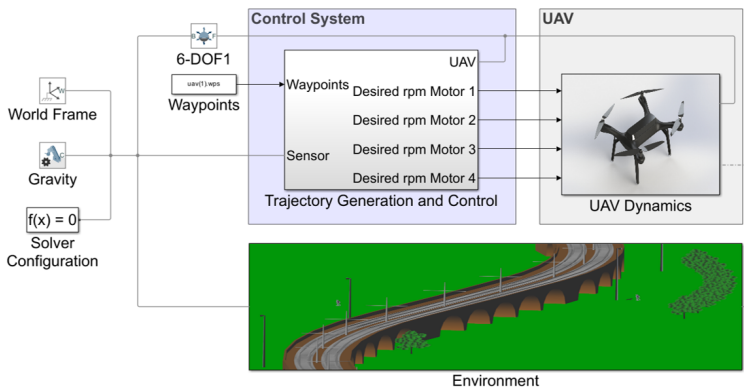 Control System
UAV
B
F
6-DOF1
UAV
uav(1).wps
Waypoints
Waypoints
Desired rpm Motor 1
Desired rpm Motor 2
Desired rpm Motor 3
Desired rpm Motor 4
Sensor
Trajectory Generation and Control
UAV Dynamics
W
World Frame
C
Gravity
f(x) = 0
Solver
Configuration
Environment